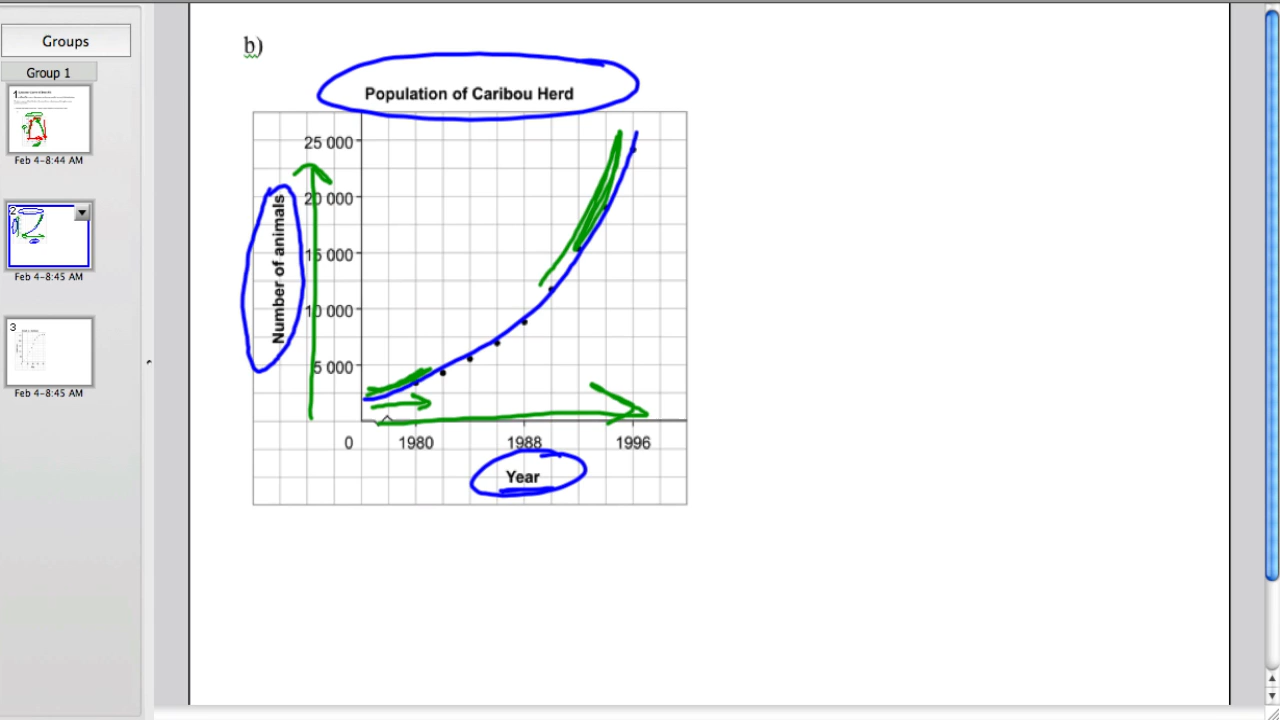 Groups
Group 1
1
Feb 4-8:44 AM
2
Feb 4-8:45 AM
3
Feb 4-8:45 AM
b)
Population of Caribou Herd
25 000
20 000
15 000
10 000
5 000
Number of animals
0 1980 1988 1996
Year